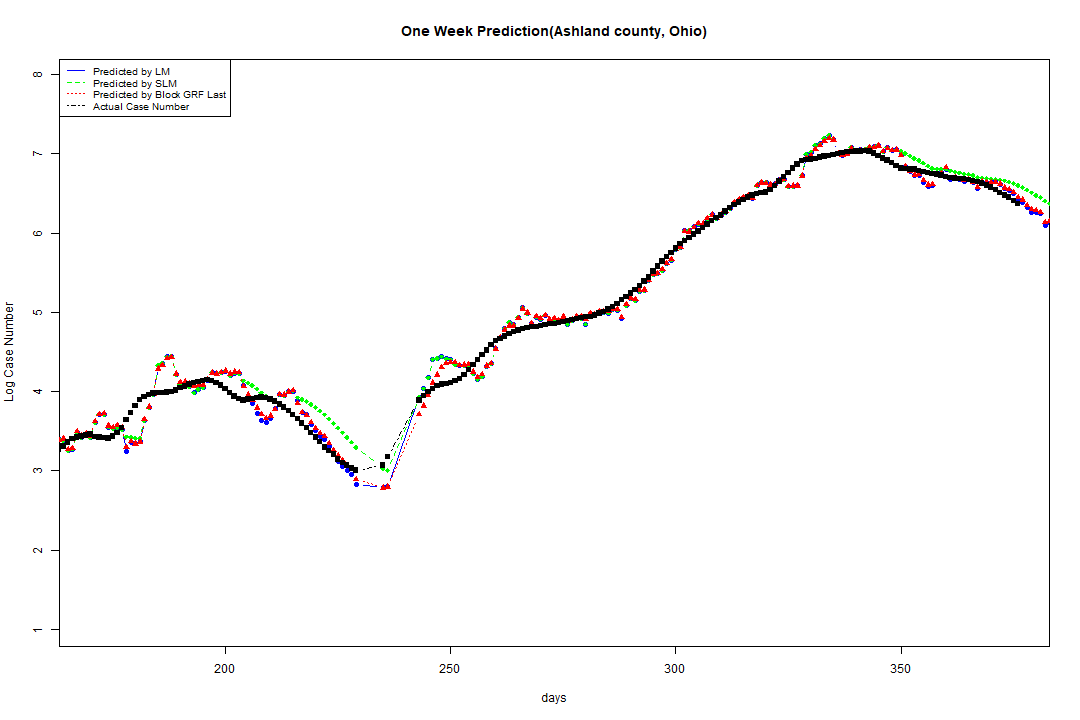 One Week Prediction(Ashland county, Ohio)
Predicted by LM
Predicted by SLM
Predicted by Block GRF Last
Actual Case Number
8
7
6
5
4
3
2
1
Log Case Number
200 250 300 350
days